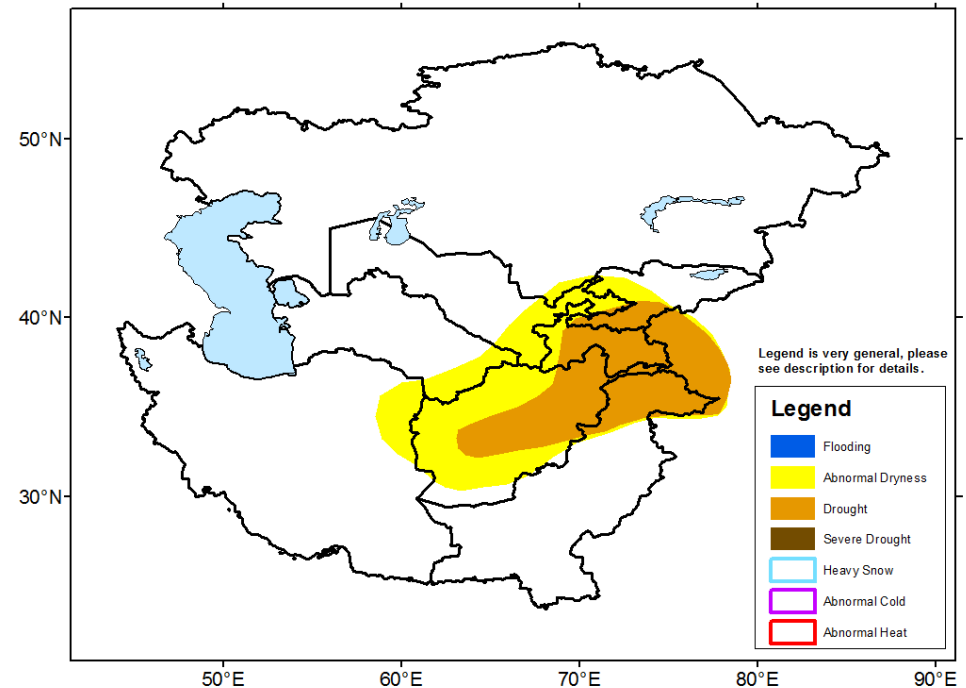 50°N
40°N
30°N
Legend is very general, please
see description for details.
Legend
Flooding
Abnormal Dryness
Drought
Severe Drought
Heavy Snow
Abnormal Cold
Abnormal Heat
50°E 60°E 70°E 80°E 90°E